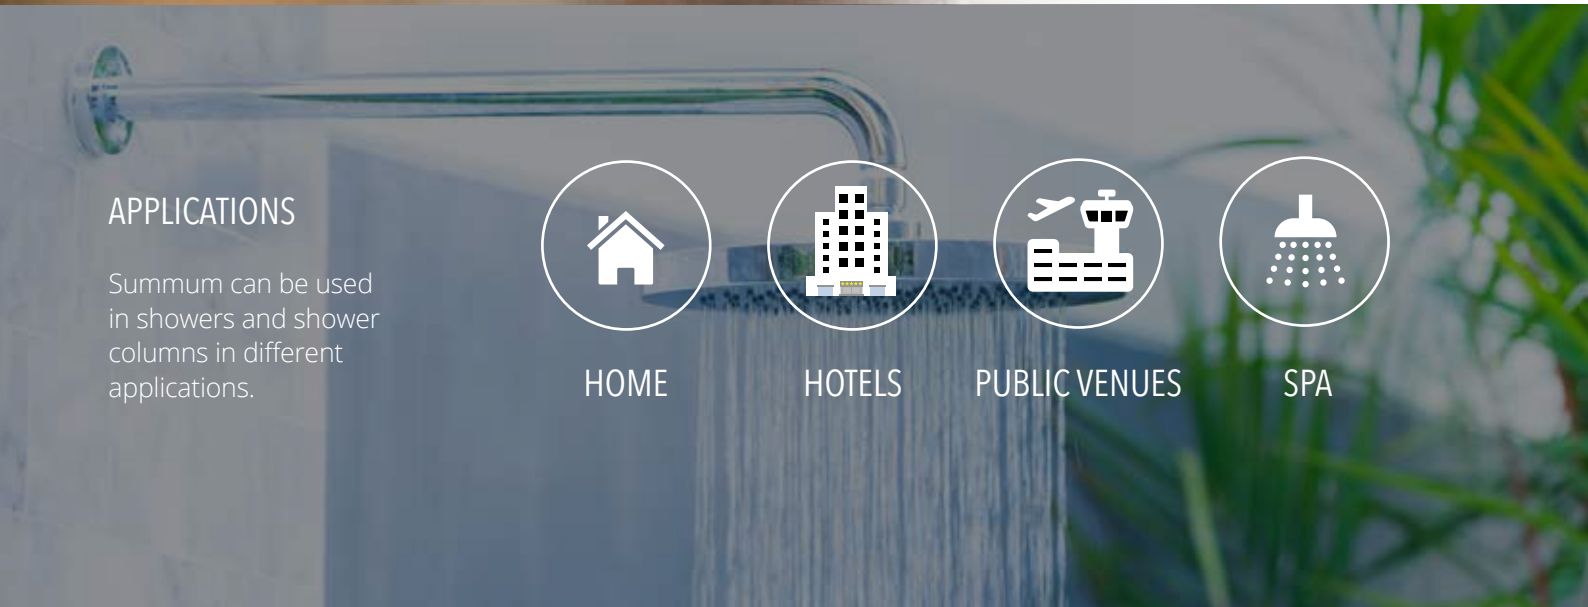 APPLICATIONS
Summum can be used
in showers and shower
columns in different
applications.
HOME
HOTELS
PUBLIC VENUES
SPA